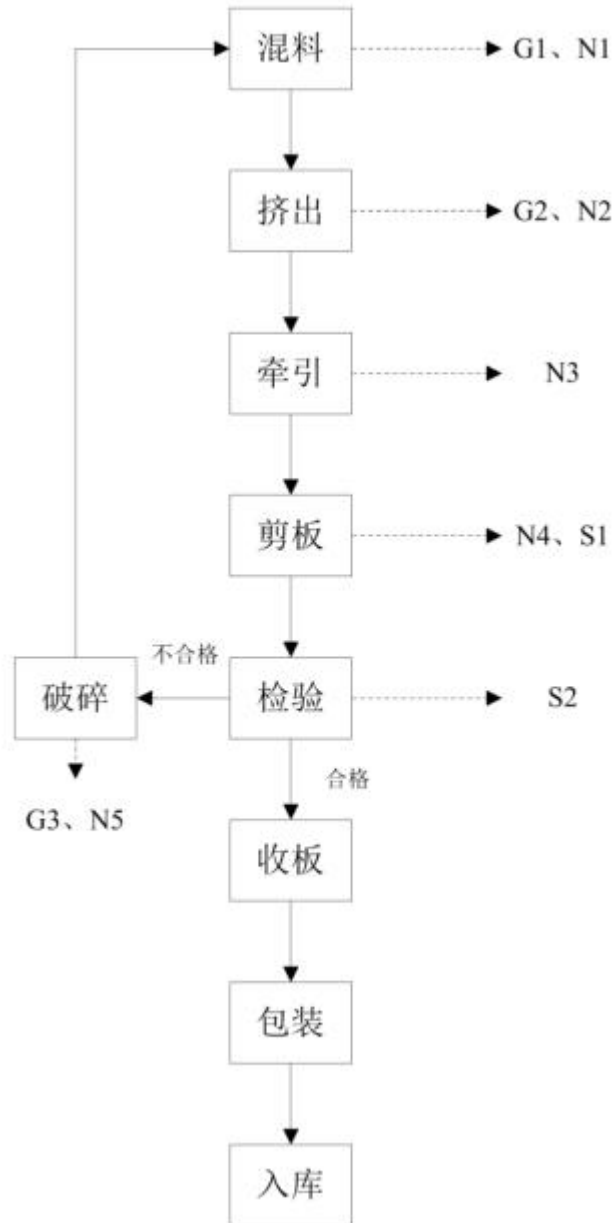 混料
G1、N1
挤出
G2、N2
牵引
N3
剪板
N4、S1
不合格
破碎
检验
S2
合格
G3、N5
收板
包装
入库